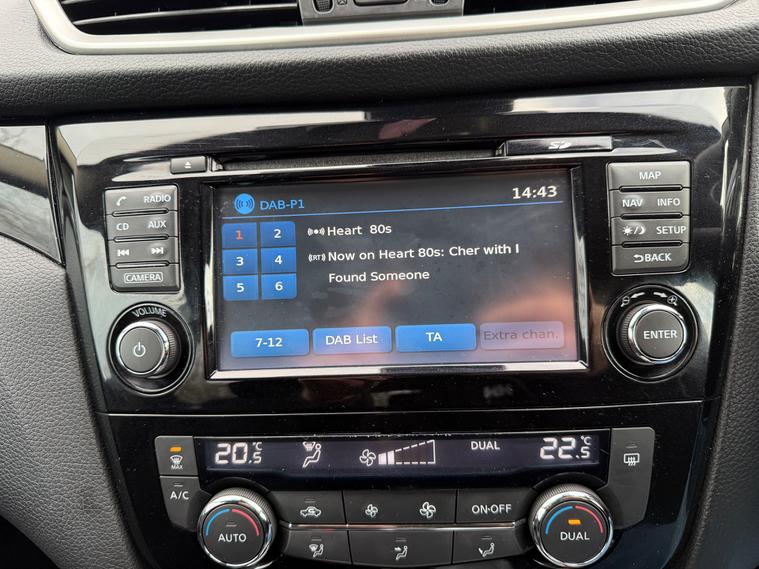 SD
RADIO
CD AUX
CAMERA
VOLUME
DAB-P1 14:43
1 2
3 4
5 6
Heart 80s
(RT) Now on Heart 80s: Cher with I
Found Someone
7-12 DAB List TA Extra chan.
MAP
NAV INFO
SETUP
BACK
ENTER
MAX
A/C
20.5 °C
DUAL
22.5 °C
ON·OFF
AUTO
DUAL